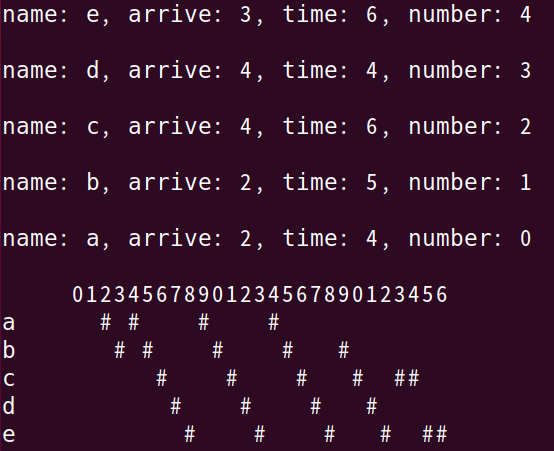 name: e, arrive: 3, time: 6, number: 4
name: d, arrive: 4, time: 4, number: 3
name: c, arrive: 4, time: 6, number: 2
name: b, arrive: 2, time: 5, number: 1
name: a, arrive: 2, time: 4, number: 0
     012345678901234567890123456
a      # #    #    #
b       # #    #    #   #
c          #    #    #   #  ##
d           #    #    #   #
e            #    #    #   #  ##